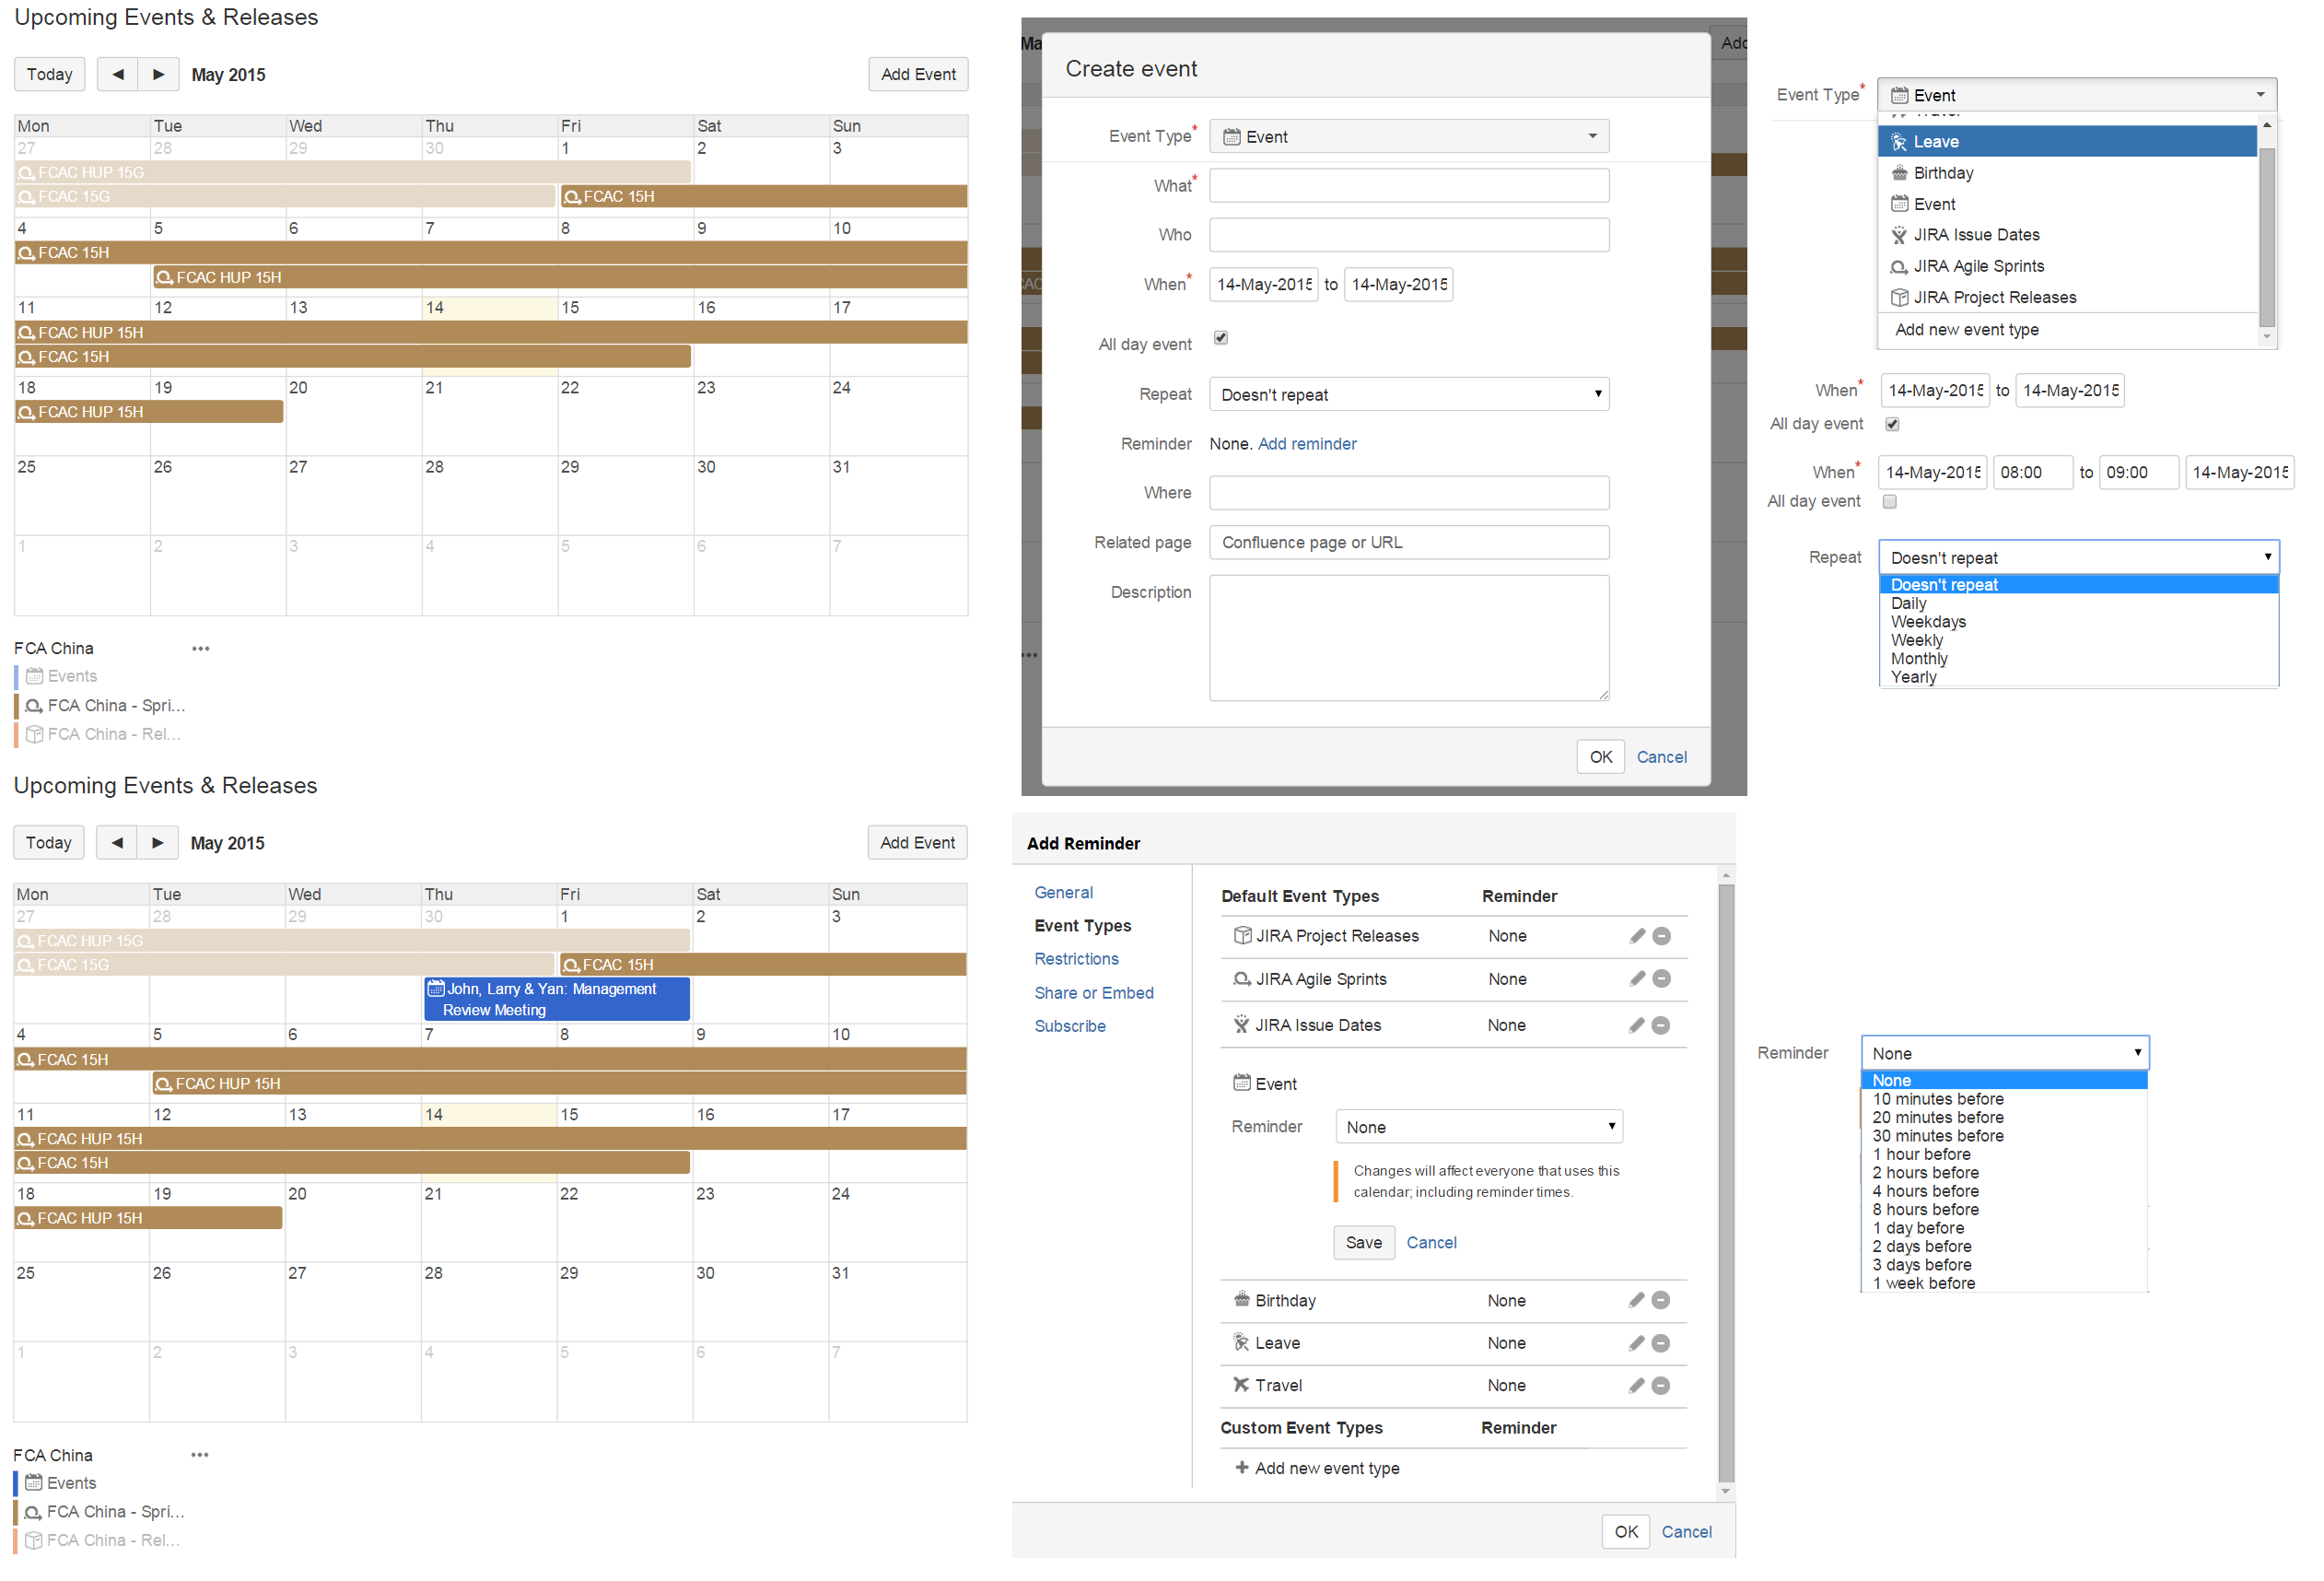 Upcoming Events & Releases
Today ◀ ▶ May 2015 Add Event
Mon Tue Wed Thu Fri Sat Sun
27 28 29 30 1 2 3
FCAC HUP 15G
FCAC 15G FCAC 15H
4 5 6 7 8 9 10
FCAC 15H
FCAC HUP 15H
11 12 13 14 15 16 17
FCAC HUP 15H
FCAC 15H
18 19 20 21 22 23 24
FCAC HUP 15H
25 26 27 28 29 30 31
1 2 3 4 5 6 7
FCA China •••
Events
FCA China - Spri...
FCA China - Rel...
Upcoming Events & Releases
Today ◀ ▶ May 2015 Add Event
Mon Tue Wed Thu Fri Sat Sun
27 28 29 30 1 2 3
FCAC HUP 15G
FCAC 15G FCAC 15H
John, Larry & Yan: Management
Review Meeting
4 5 6 7 8 9 10
FCAC 15H
FCAC HUP 15H
11 12 13 14 15 16 17
FCAC HUP 15H
FCAC 15H
18 19 20 21 22 23 24
FCAC HUP 15H
25 26 27 28 29 30 31
1 2 3 4 5 6 7
FCA China •••
Events
FCA China - Spri...
FCA China - Rel...
Create event
Event Type* Event
What*
Who
When* 14-May-2015 to 14-May-2015
All day event
Repeat Doesn't repeat
Reminder None. Add reminder
Where
Related page Confluence page or URL
Description
OK Cancel
Event Type* Event
Leave
Birthday
Event
JIRA Issue Dates
JIRA Agile Sprints
JIRA Project Releases
Add new event type
When* 14-May-2015 to 14-May-2015
All day event
When* 14-May-2015 08:00 to 09:00 14-May-2015
All day event
Repeat Doesn't repeat
Doesn't repeat
Daily
Weekdays
Weekly
Monthly
Yearly
Add Reminder
General
Event Types
Restrictions
Share or Embed
Subscribe
Default Event Types Reminder
JIRA Project Releases None
JIRA Agile Sprints None
JIRA Issue Dates None
Event
Reminder None
Changes will affect everyone that uses this
calendar; including reminder times.
Save Cancel
Birthday None
Leave None
Travel None
Custom Event Types Reminder
+ Add new event type
OK Cancel
Reminder None
None
10 minutes before
20 minutes before
30 minutes before
1 hour before
2 hours before
4 hours before
8 hours before
1 day before
2 days before
3 days before
1 week before